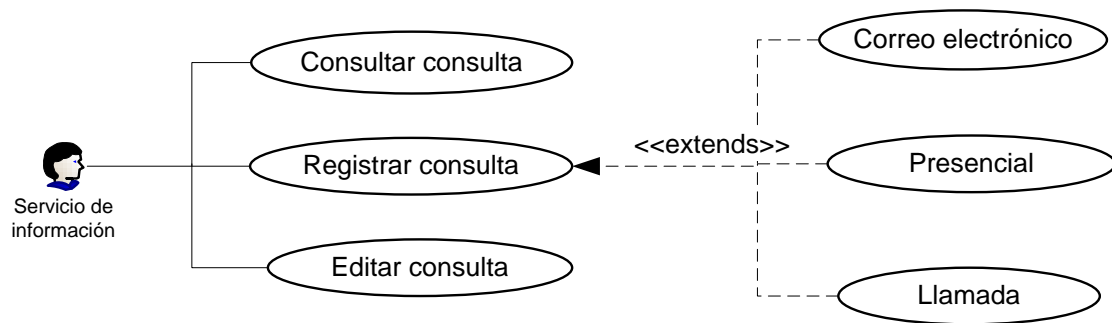 Correo electrónico
Consultar consulta
<<extends>>
Registrar consulta
Presencial
Servicio de
información
Editar consulta
Llamada